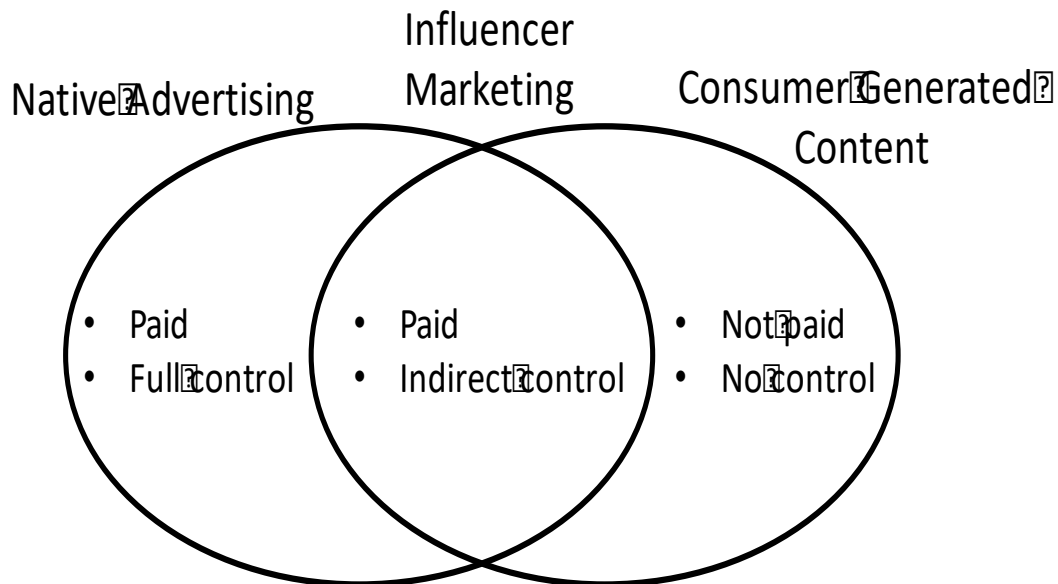 Influencer
Marketing
Native Advertising
Consumer Generated
Content
• Paid
• Full control
• Paid
• Indirect control
• Not paid
• No control